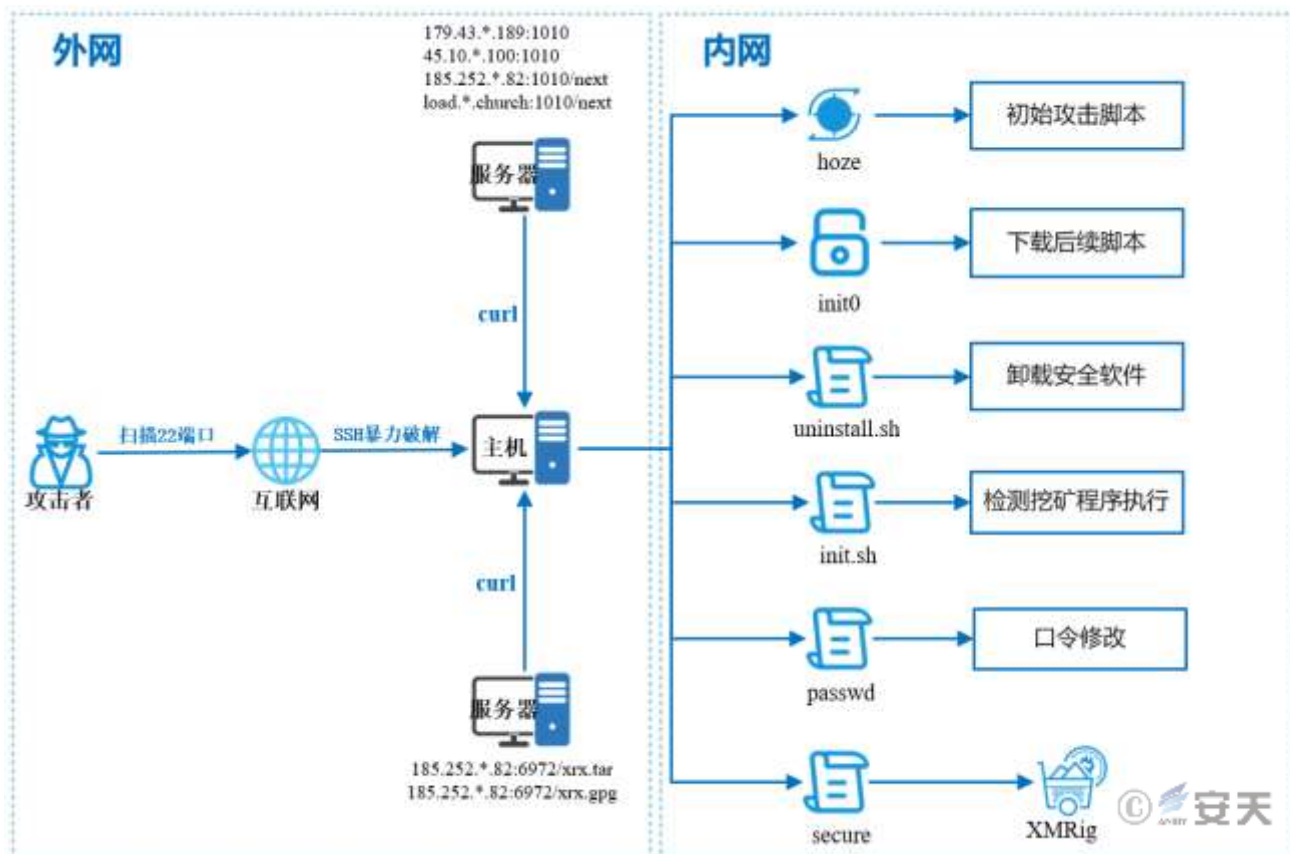 外网
179.43.*.189:1010
45.10.*.100:1010
185.252.*.82:1010/next
load.*.church:1010/next
服务器
curl
攻击者
扫描22端口
互联网
SSH暴力破解
主机
curl
服务器
185.252.*.82:6972/xrx.tar
185.252.*.82:6972/xrx.gpg
内网
hoze
初始攻击脚本
init0
下载后续脚本
uninstall.sh
卸载安全软件
init.sh
检测挖矿程序执行
passwd
口令修改
secure
XMRig
© 安天